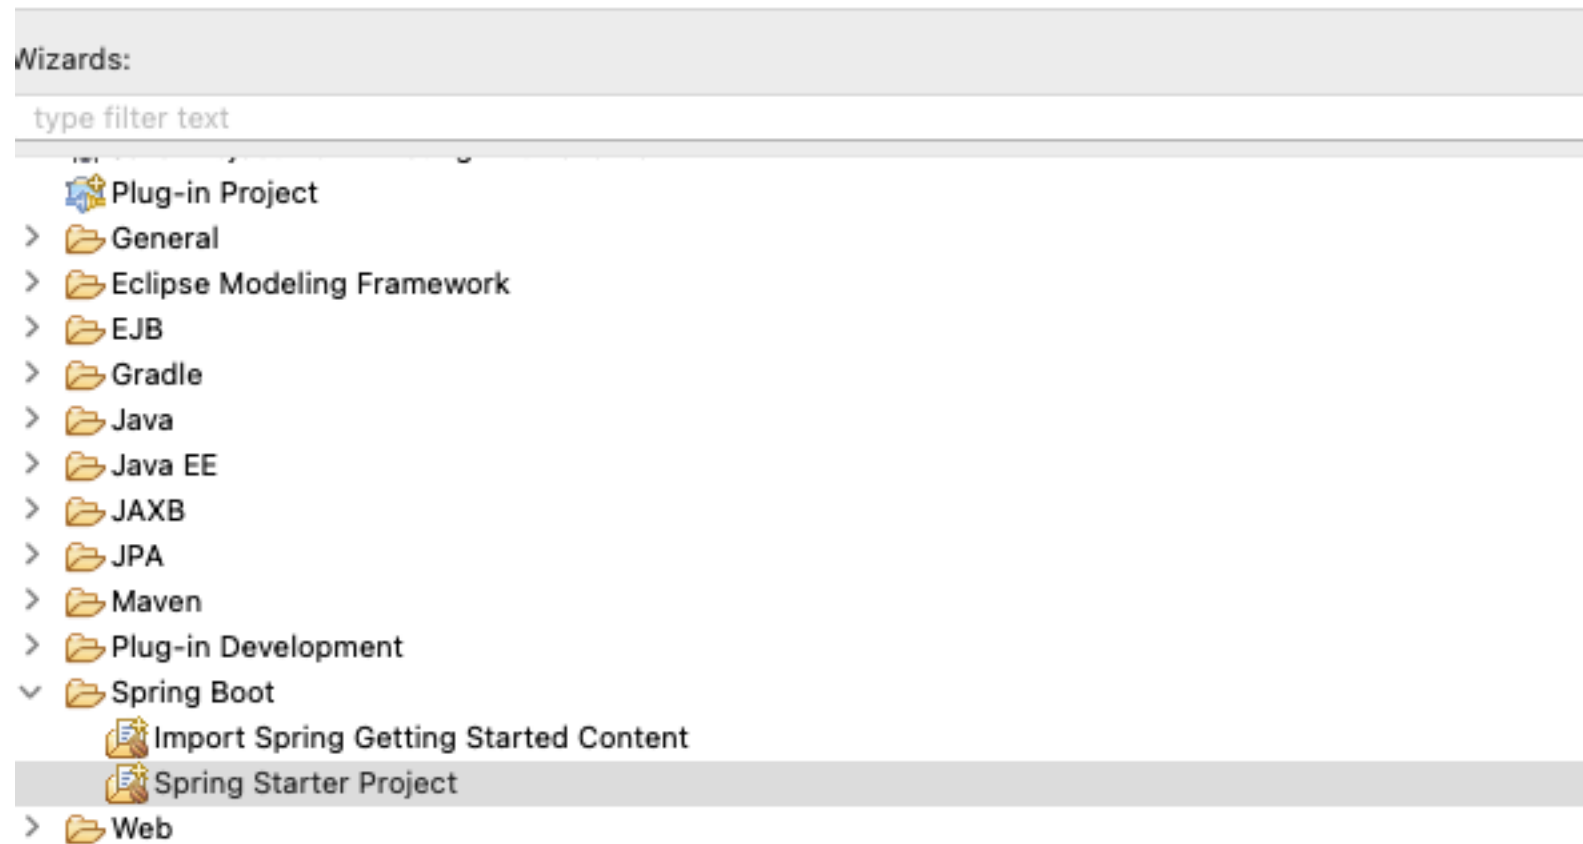 Wizards:
type filter text
Plug-in Project
General
Eclipse Modeling Framework
EJB
Gradle
Java
Java EE
JAXB
JPA
Maven
Plug-in Development
Spring Boot
Import Spring Getting Started Content
Spring Starter Project
Web